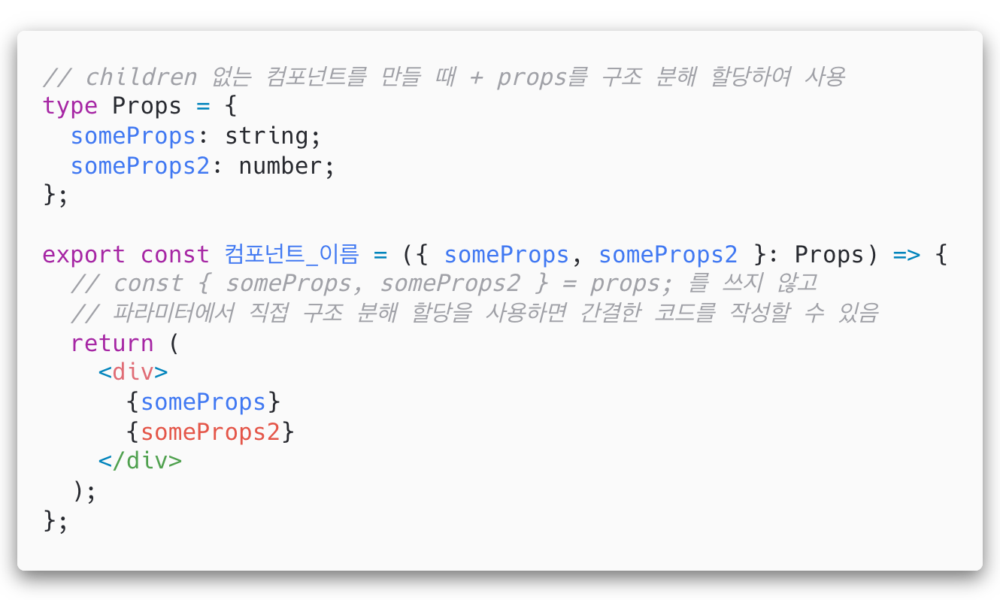 // children 없는 컴포넌트를 만들 때 + props를 구조 분해 할당하여 사용
type Props = {
  someProps: string;
  someProps2: number;
};

export const 컴포넌트_이름 = ({ someProps, someProps2 }: Props) => {
  // const { someProps, someProps2 } = props; 를 쓰지 않고
  // 파라미터에서 직접 구조 분해 할당을 사용하면 간결한 코드를 작성할 수 있음
  return (
    <div>
      {someProps}
      {someProps2}
    </div>
  );
};